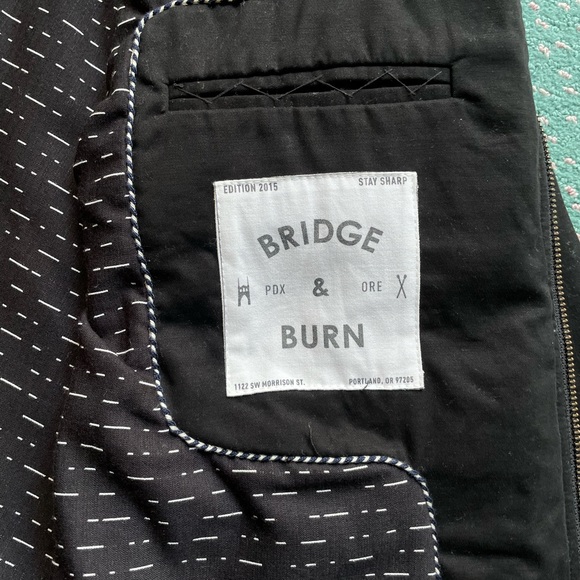 EDITION 2015 STAY SHARP
BRIDGE
PDX & ORE
BURN
1122 SW MORRISON ST. PORTLAND, OR 97205